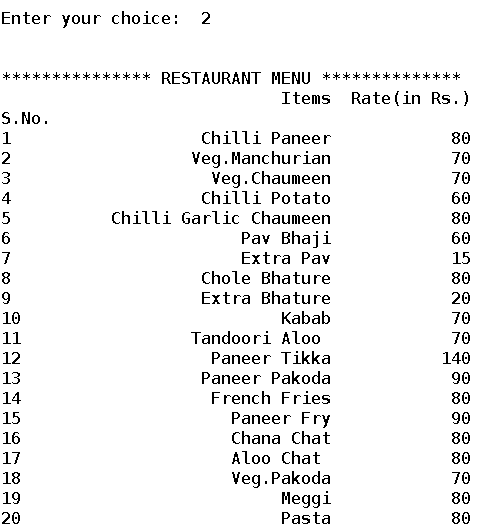 Enter your choice:  2
*************** RESTAURANT MENU **************
Items  Rate(in Rs.)
S.No.
1 Chilli Paneer 80
2 Veg.Manchurian 70
3 Veg.Chaumeen 70
4 Chilli Potato 60
5 Chilli Garlic Chaumeen 80
6 Pav Bhaji 60
7 Extra Pav 15
8 Chole Bhature 80
9 Extra Bhature 20
10 Kabab 70
11 Tandoori Aloo 70
12 Paneer Tikka 140
13 Paneer Pakoda 90
14 French Fries 80
15 Paneer Fry 90
16 Chana Chat 80
17 Aloo Chat 80
18 Veg.Pakoda 70
19 Meggi 80
20 Pasta 80